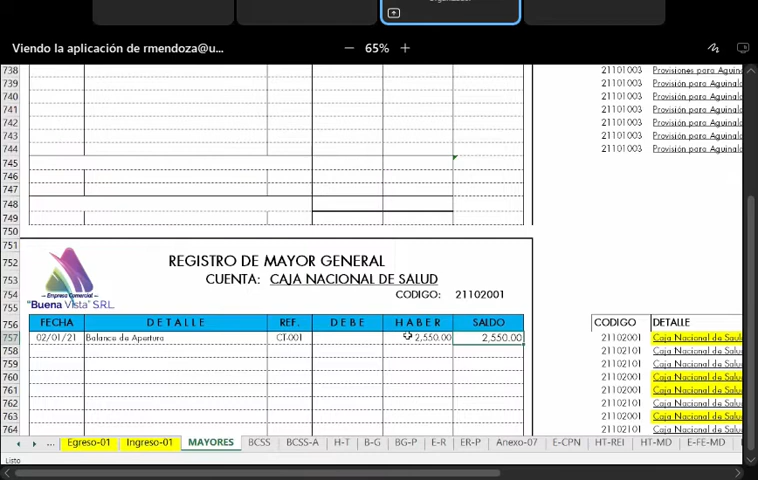 Viendo la aplicación de rmendoza@u...
65%
738
739
740
741
742
743
744
745
746
747
748
749
750
751
752
753
754
755
756
757
758
759
760
761
762
763
764
21101003 Provisiones para Aguin
21101003 Provisión para Aguinal
21101003 Provisión para Aguinal
21101003 Provisión para Aguinal
21101003 Provisión para Aguinal
21101003 Provisión para Aguinal
21101003 Provisión para Aguinal
REGISTRO DE MAYOR GENERAL
CUENTA: CAJA NACIONAL DE SALUD
CODIGO: 21102001
Empresa Comercial
"Buena Vista" S.R.L.
FECHA DETALLE REF. DEBE HABER SALDO
02/01/21 Balance de Apertura CT-001 2,550.00 2,550.00
CODIGO DETALLE
21102001 Caja Nacional de Saul
21102101 Caja Nacional de Salu
21102101 Caja Nacional de Salu
21102001 Caja Nacional de Salu
21102001 Caja Nacional de Salu
21102101 Caja Nacional de Salu
21102001 Caja Nacional de Salu
21102101 Caja Nacional de Salu
... Egreso-01 Ingreso-01 MAYORES BCSS BCSS-A H-T B-G BG-P E-R ER-P Anexo-07 E-CPN HT-REI HT-MD E-FE-MD
Listo